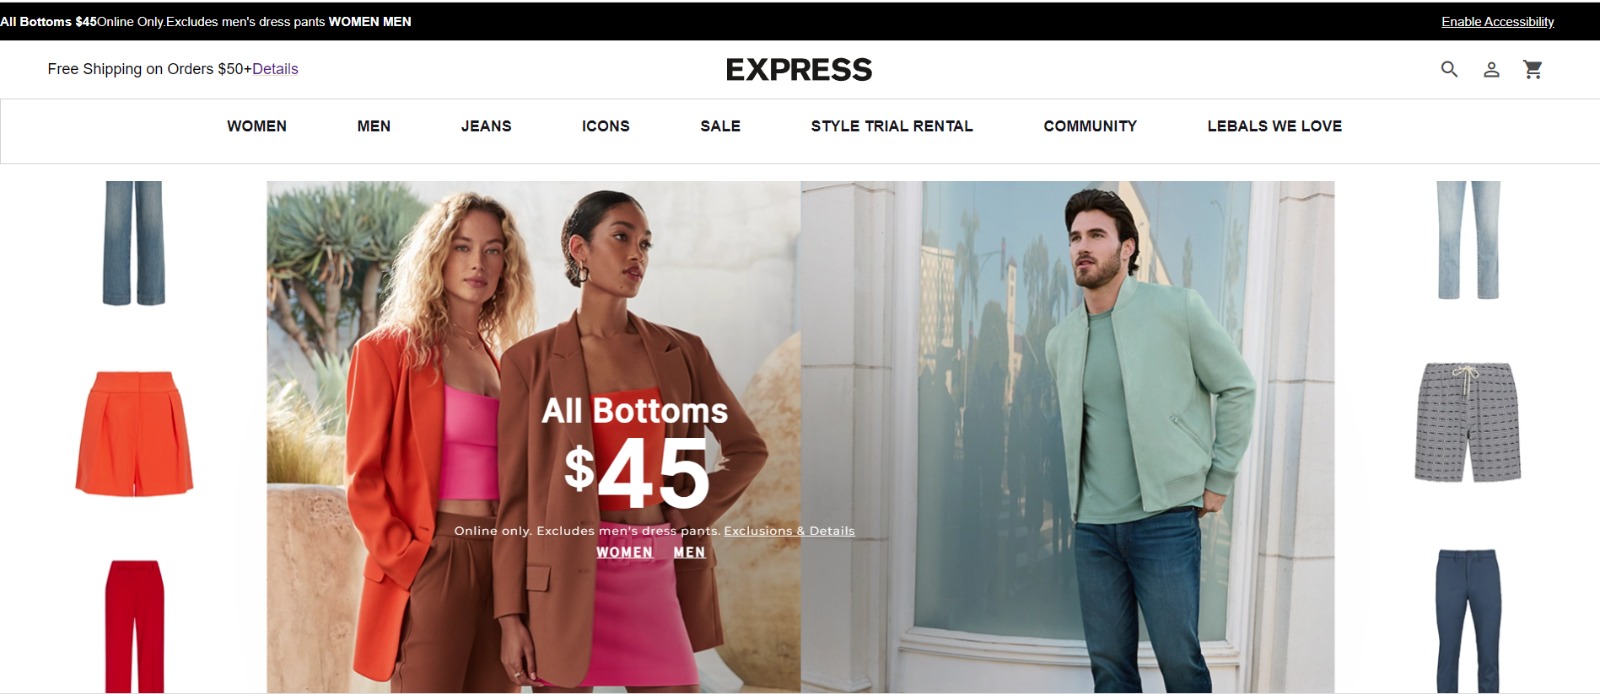 All Bottoms $45Online Only.Excludes men's dress pants WOMEN MEN
Enable Accessibility
Free Shipping on Orders $50+Details
EXPRESS
WOMEN MEN JEANS ICONS SALE STYLE TRIAL RENTAL COMMUNITY LEBALS WE LOVE
All Bottoms
$45
Online only. Excludes men's dress pants. Exclusions & Details
WOMEN MEN